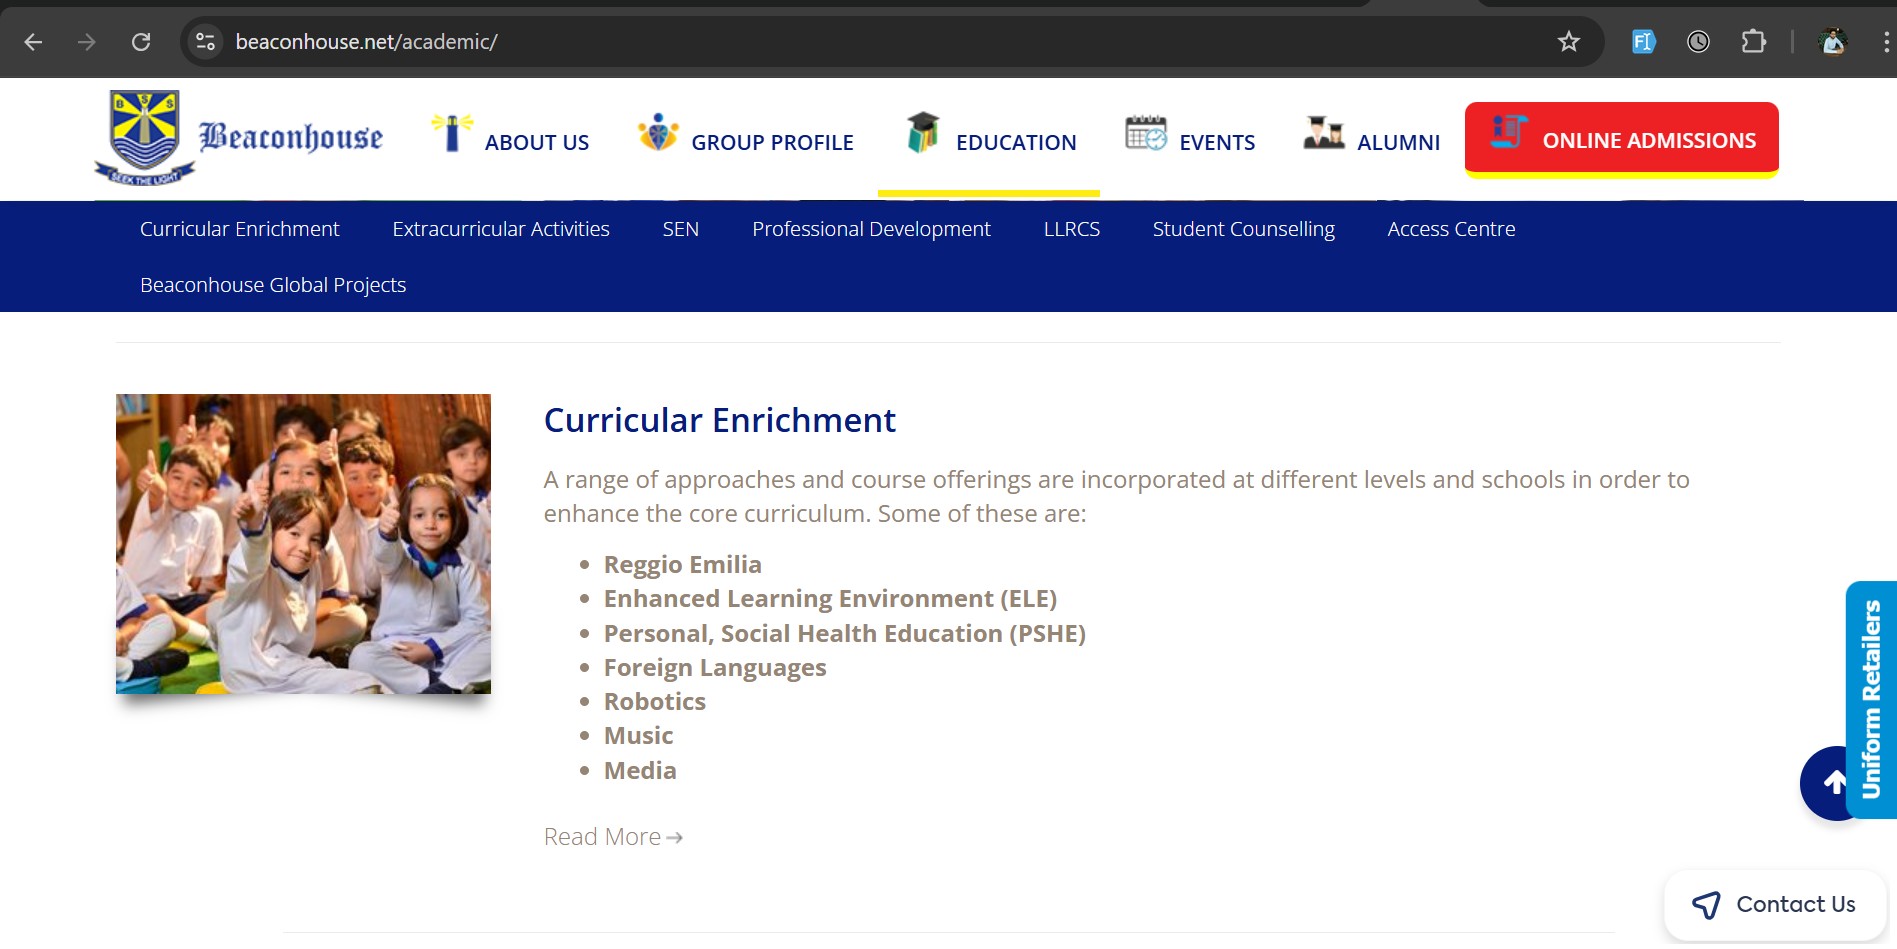 beaconhouse.net/academic/
BSS
SEEK THE LIGHT
Beaconhouse
ABOUT US
GROUP PROFILE
EDUCATION
EVENTS
ALUMNI
ONLINE ADMISSIONS
Curricular Enrichment
Extracurricular Activities
SEN
Professional Development
LLRCS
Student Counselling
Access Centre
Beaconhouse Global Projects
Curricular Enrichment
A range of approaches and course offerings are incorporated at different levels and schools in order to
enhance the core curriculum. Some of these are:
• Reggio Emilia
• Enhanced Learning Environment (ELE)
• Personal, Social Health Education (PSHE)
• Foreign Languages
• Robotics
• Music
• Media
Read More →
Uniform Retailers
Contact Us